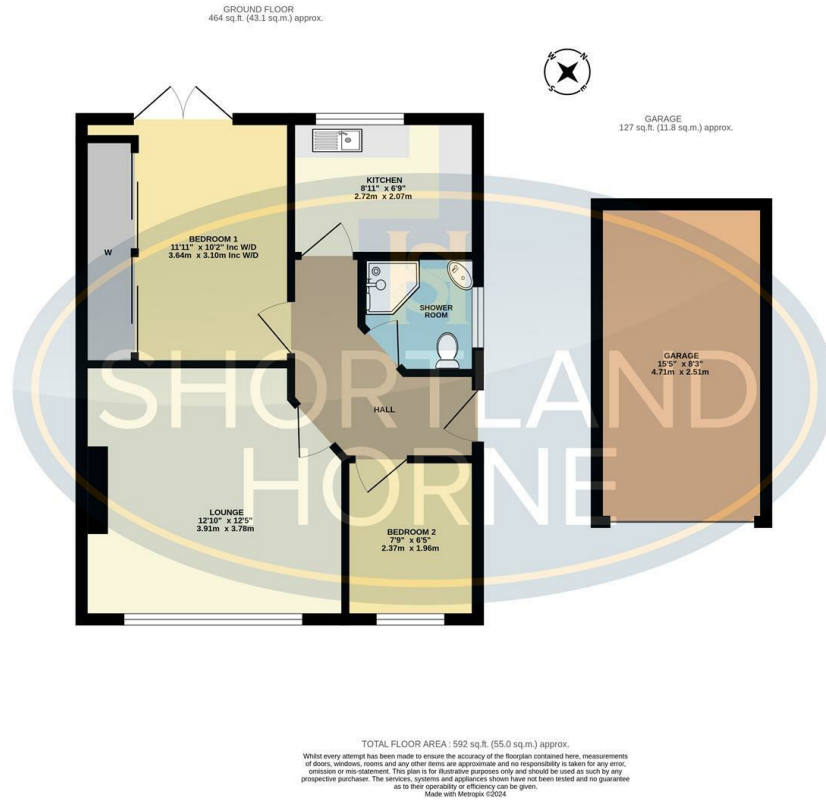 GROUND FLOOR
464 sq.ft. (43.1 sq.m.) approx.
N
W
E
S
GARAGE
127 sq.ft. (11.8 sq.m.) approx.
KITCHEN
8'11" x 6'9"
2.72m x 2.07m
BEDROOM 1
11'11" x 10'2" Inc W/D
3.64m x 3.10m Inc W/D
W
SHOWER
ROOM
GARAGE
15'5" x 8'3"
4.71m x 2.51m
SH
SHORTLAND
HORNE
HALL
LOUNGE
12'10" x 12'5"
3.91m x 3.78m
BEDROOM 2
7'9" x 6'5"
2.37m x 1.96m
TOTAL FLOOR AREA : 592 sq.ft. (55.0 sq.m.) approx.
Whilst every attempt has been made to ensure the accuracy of the floorplan contained here, measurements
of doors, windows, rooms and any other items are approximate and no responsibility is taken for any error,
omission or mis-statement. This plan is for illustrative purposes only and should be used as such by any
prospective purchaser. The services, systems and appliances shown have not been tested and no guarantee
as to their operability or efficiency can be given.
Made with Metropix ©2024